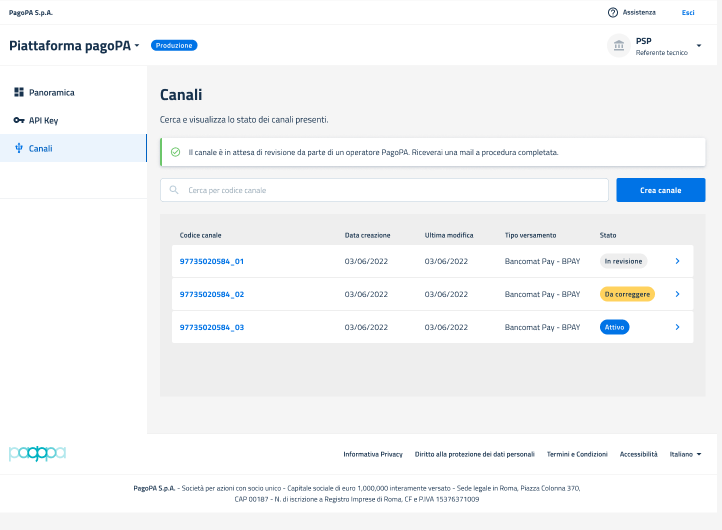 PagoPA S.p.A.
Assistenza
Esci
Piattaforma pagoPA
Produzione
PSP
Referente tecnico
Panoramica
API Key
Canali
Canali
Cerca e visualizza lo stato dei canali presenti.
Il canale è in attesa di revisione da parte di un operatore PagoPA. Riceverai una mail a procedura completata.
Cerca per codice canale
Crea canale
Codice canale Data creazione Ultima modifica Tipo versamento Stato
97735020584_01 03/06/2022 03/06/2022 Bancomat Pay - BPAY In revisione
97735020584_02 03/06/2022 03/06/2022 Bancomat Pay - BPAY Da correggere
97735020584_03 03/06/2022 03/06/2022 Bancomat Pay - BPAY Attivo
pagopa
Informativa Privacy Diritto alla protezione dei dati personali Termini e Condizioni Accessibilità Italiano
PagoPA S.p.A. - Società per azioni con socio unico - Capitale sociale di euro 1,000,000 interamente versato - Sede legale in Roma, Piazza Colonna 370,
CAP 00187 - N. di iscrizione a Registro Imprese di Roma, CF e P.IVA 15376371009